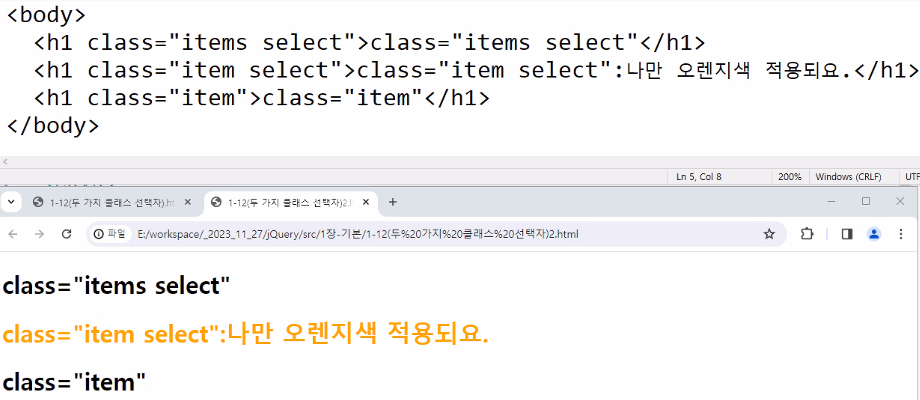 <body>
<h1 class="items select">class="items select"</h1>
<h1 class="item select">class="item select":나만 오렌지색 적용되요.</h1>
<h1 class="item">class="item"</h1>
</body>
Ln 5, Col 8 200% Windows (CRLF) UTF
1-12(두 가지 클래스 선택자).ht 1-12(두 가지 클래스 선택자)2.h
파일 E:/workspace/_2023_11_27/jQuery/src/1장-기본/1-12(두%20가지%20클래스%20선택자)2.html
class="items select"
class="item select":나만 오렌지색 적용되요.
class="item"